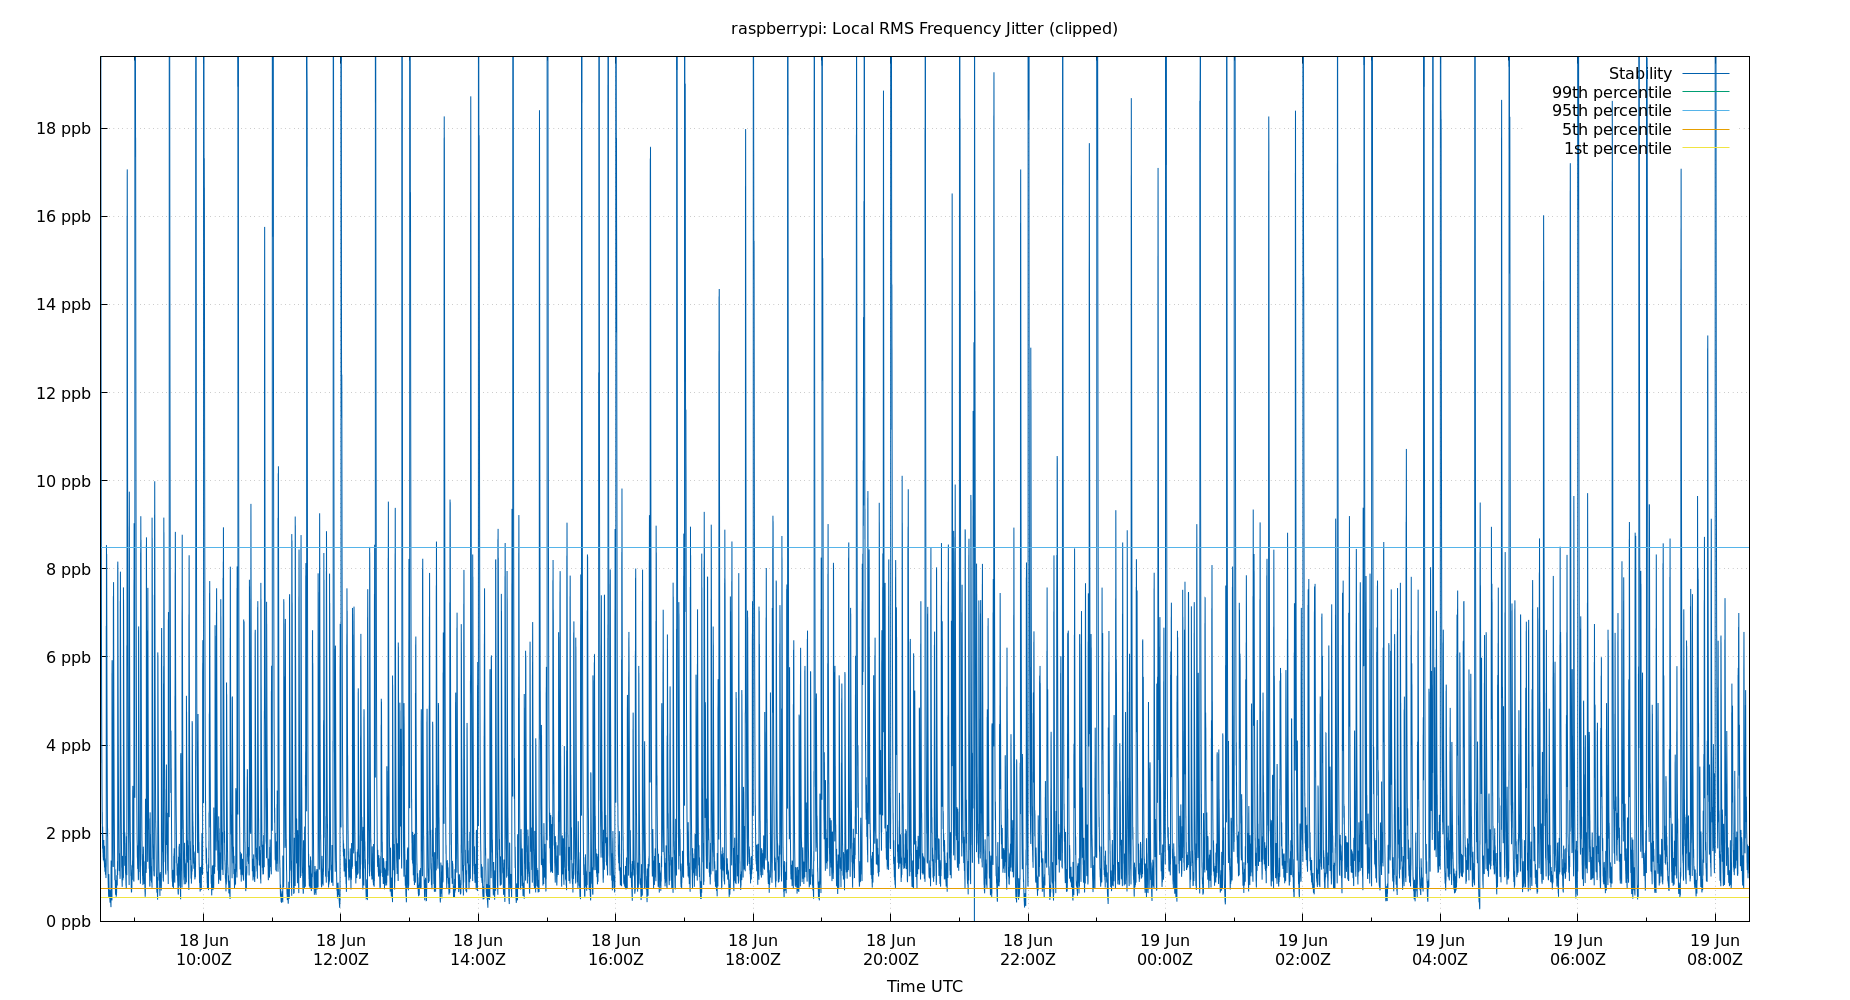 raspberrypi: Local RMS Frequency Jitter (clipped)
Stability
99th percentile
95th percentile
5th percentile
1st percentile
18 ppb
16 ppb
14 ppb
12 ppb
10 ppb
8 ppb
6 ppb
4 ppb
2 ppb
0 ppb
18 Jun 18 Jun 18 Jun 18 Jun 18 Jun 18 Jun 18 Jun 19 Jun 19 Jun 19 Jun 19 Jun 19 Jun
10:00Z 12:00Z 14:00Z 16:00Z 18:00Z 20:00Z 22:00Z 00:00Z 02:00Z 04:00Z 06:00Z 08:00Z
Time UTC